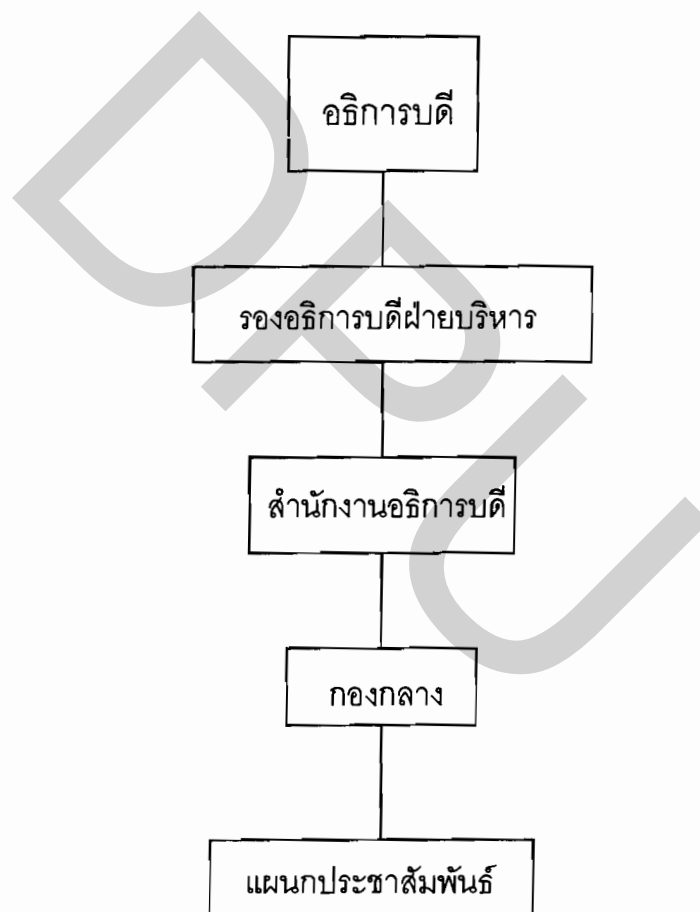 อธิการบดี
รองอธิการบดีฝ่ายบริหาร
สำนักงานอธิการบดี
กองกลาง
แผนกประชาสัมพันธ์
DPU